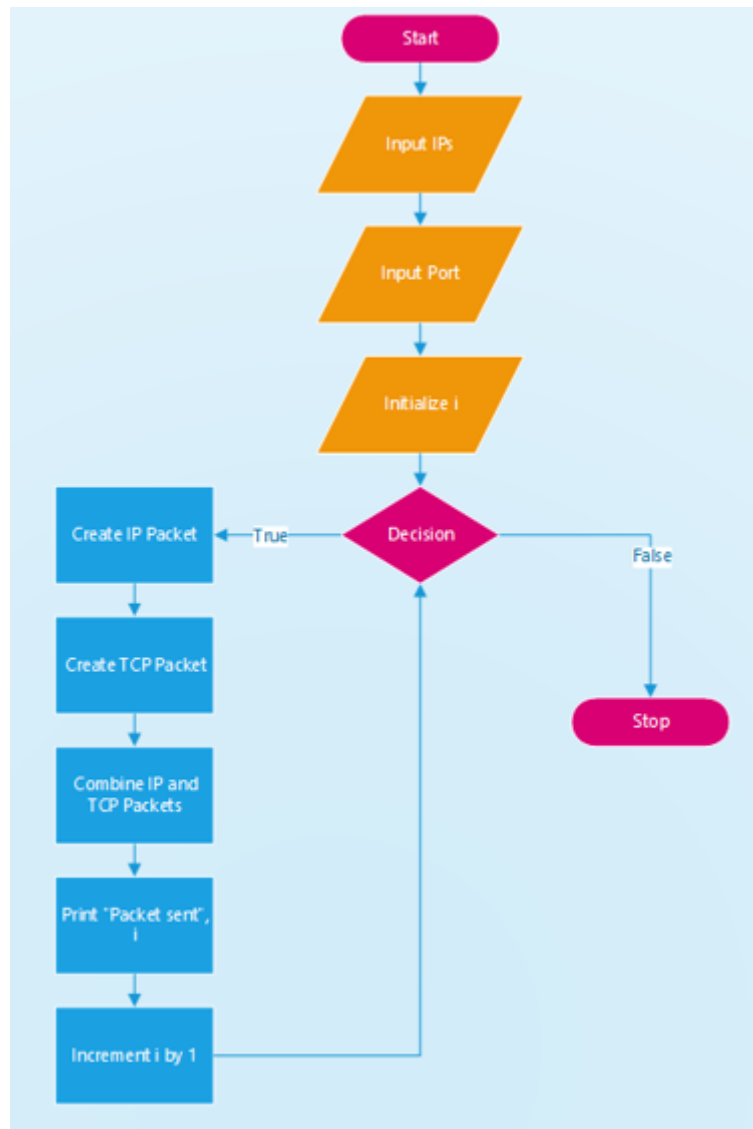 Start
Input IPs
Input Port
Initialize i
Decision
True
False
Create IP Packet
Create TCP Packet
Combine IP and
TCP Packets
Print "Packet sent",
i
Increment i by 1
Stop